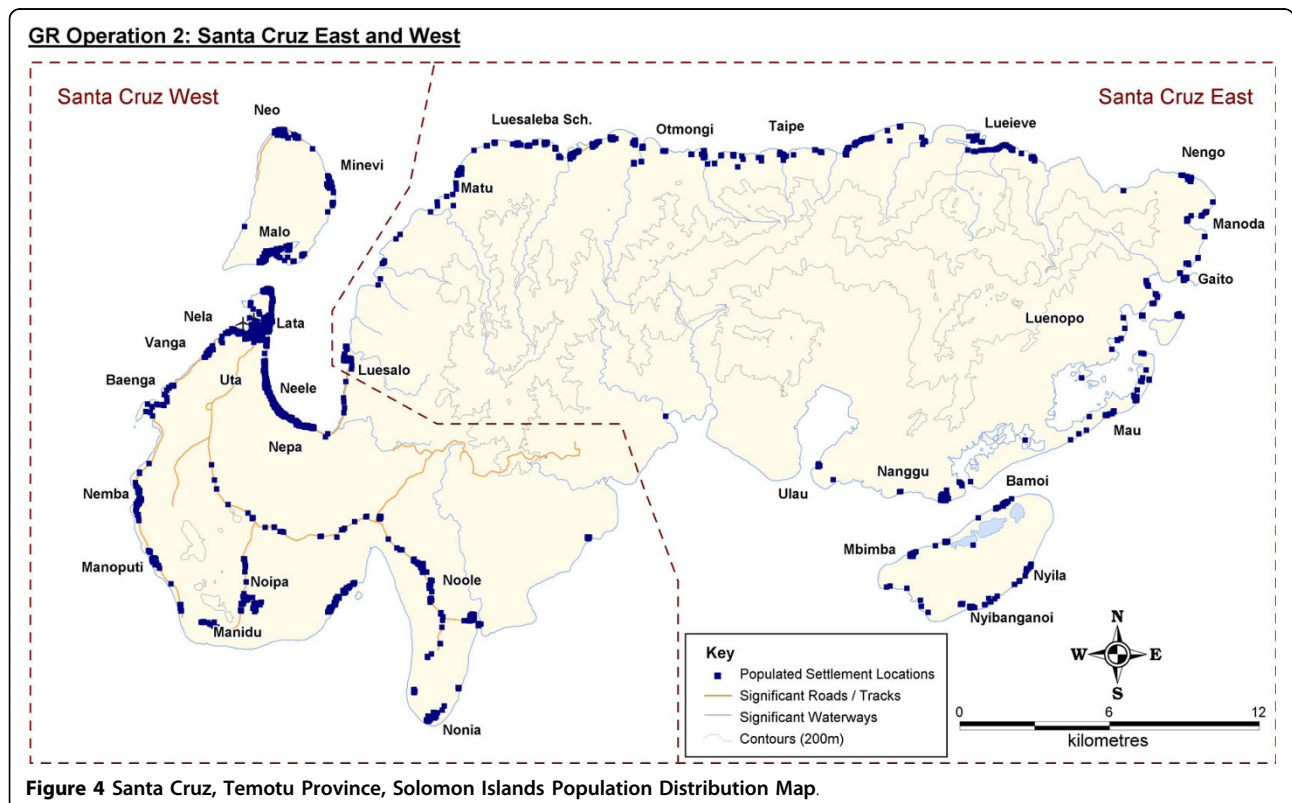 GR Operation 2: Santa Cruz East and West
Santa Cruz West
Santa Cruz East
Neo
Luesaleba Sch.
Otmongi
Taipe
Lueieve
Minevi
Nengo
Matu
Manoda
Malo
Gaito
Nela
Lata
Luenopo
Vanga
Luesalo
Baenga
Uta
Neele
Mau
Nepa
Nanggu
Bamoi
Ulau
Nemba
Mbimba
Manoputi
Noipa
Noole
Nyila
Nyibanganoi
Manidu
Nonia
Key
Populated Settlement Locations
Significant Roads / Tracks
Significant Waterways
Contours (200m)
N
W E
S
0 6 12
kilometres
Figure 4 Santa Cruz, Temotu Province, Solomon Islands Population Distribution Map.